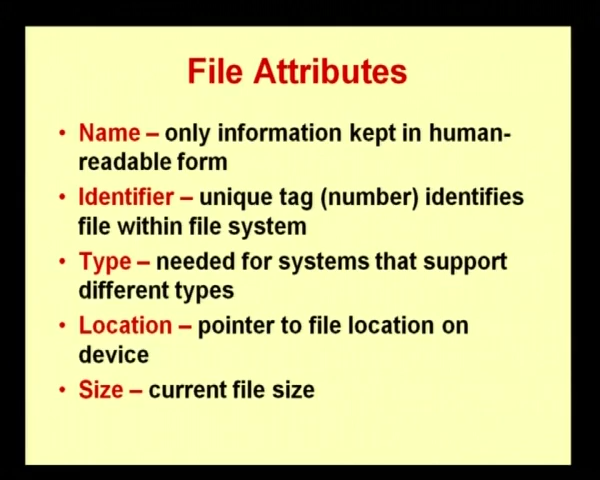 File Attributes
• Name – only information kept in human-
readable form
• Identifier – unique tag (number) identifies
file within file system
• Type – needed for systems that support
different types
• Location – pointer to file location on
device
• Size – current file size